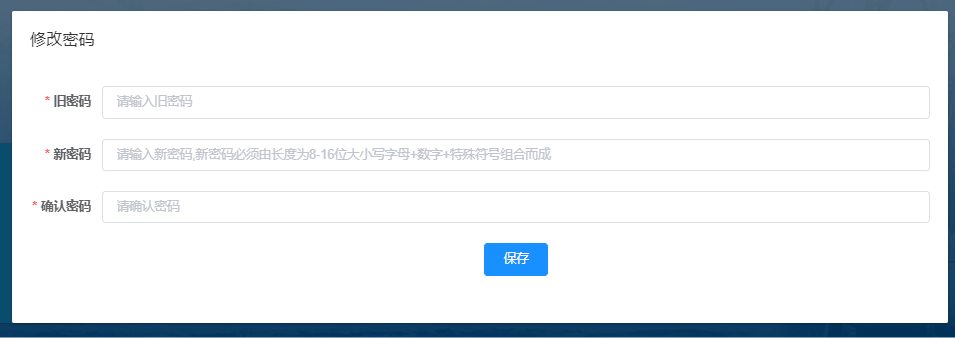 修改密码
* 旧密码 请输入旧密码
* 新密码 请输入新密码,新密码必须由长度为8-16位大小写字母+数字+特殊符号组合而成
* 确认密码 请确认密码
保存